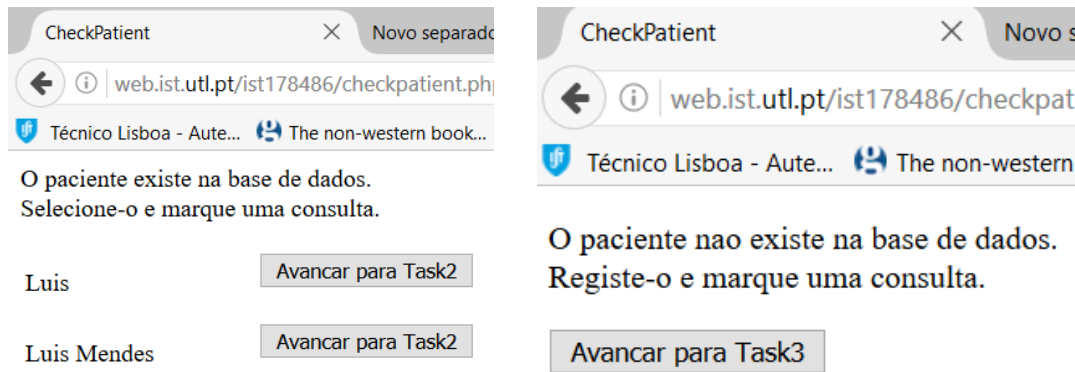 CheckPatient
Novo separado
web.ist.utl.pt/ist178486/checkpatient.ph
Técnico Lisboa - Aute... The non-western book...
O paciente existe na base de dados.
Selecione-o e marque uma consulta.
Luis Avancar para Task2
Luis Mendes Avancar para Task2
CheckPatient
Novo s
web.ist.utl.pt/ist178486/checkpat
Técnico Lisboa - Aute... The non-western
O paciente nao existe na base de dados.
Registe-o e marque uma consulta.
Avancar para Task3